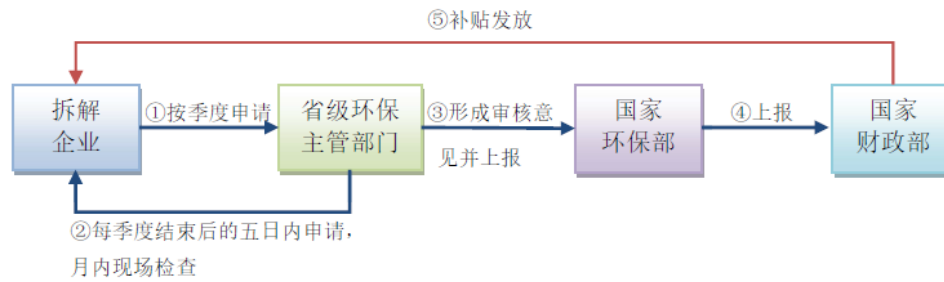 ⑤补贴发放
拆解
企业
①按季度申请
省级环保
主管部门
③形成审核意
见并上报
国家
环保部
④上报
国家
财政部
②每季度结束后的五日内申请，
月内现场检查